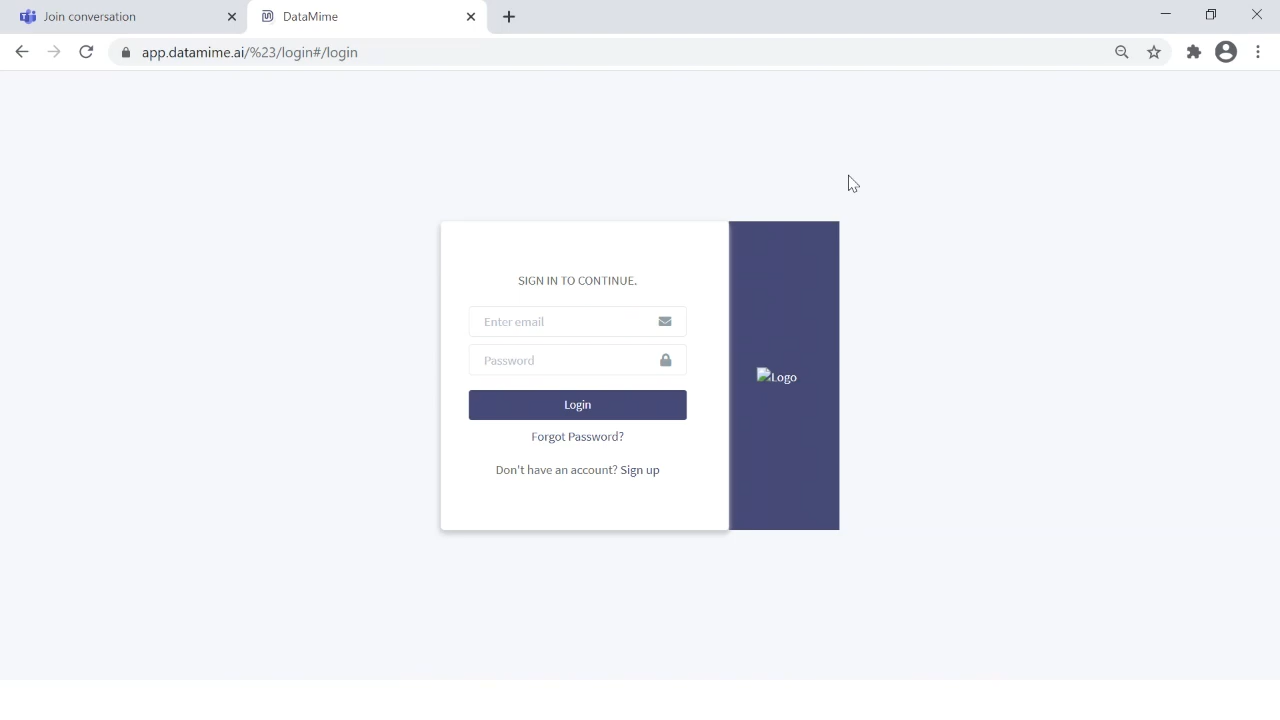 Join conversation
DataMime
app.datamime.ai/%23/login#/login
SIGN IN TO CONTINUE.
Enter email
Password
Login
Forgot Password?
Don't have an account? Sign up
Logo